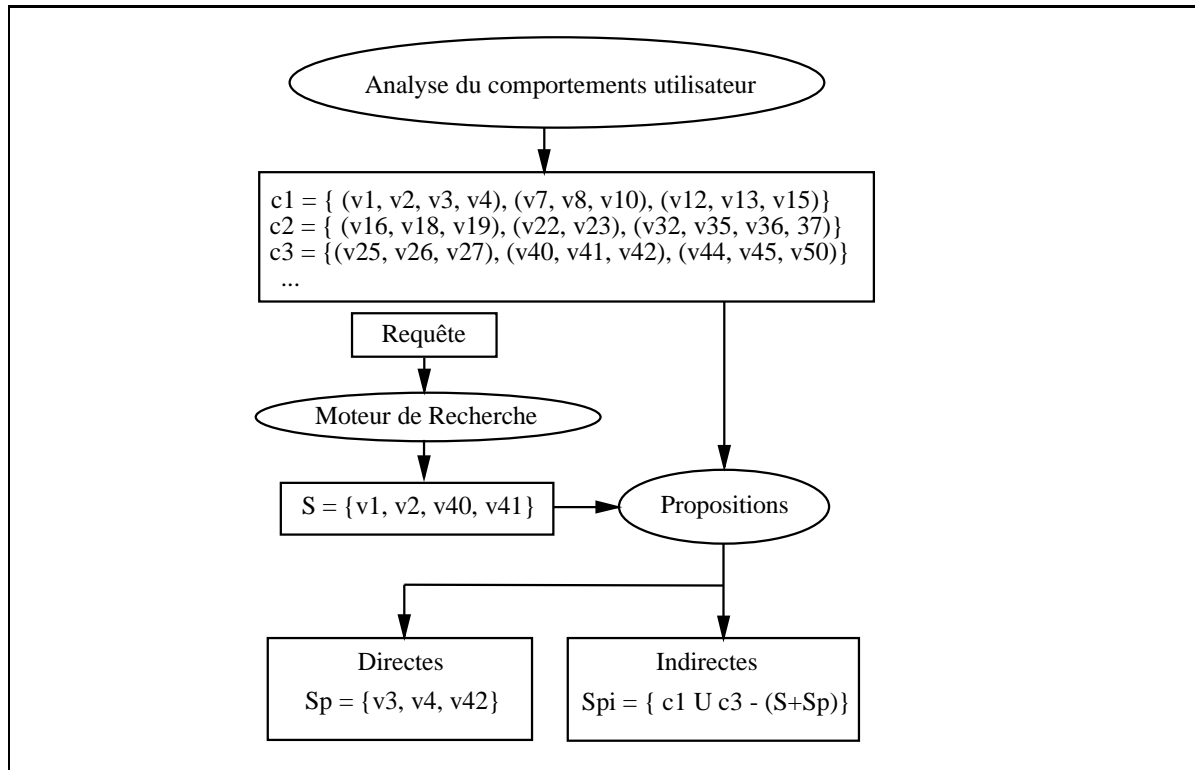 Analyse du comportements utilisateur
c1 = { (v1, v2, v3, v4), (v7, v8, v10), (v12, v13, v15)}
c2 = { (v16, v18, v19), (v22, v23), (v32, v35, v36, 37)}
c3 = {(v25, v26, v27), (v40, v41, v42), (v44, v45, v50)}
...
Requête
Moteur de Recherche
S = {v1, v2, v40, v41}
Propositions
Directes
Sp = {v3, v4, v42}
Indirectes
Spi = { c1 U c3 - (S+Sp)}